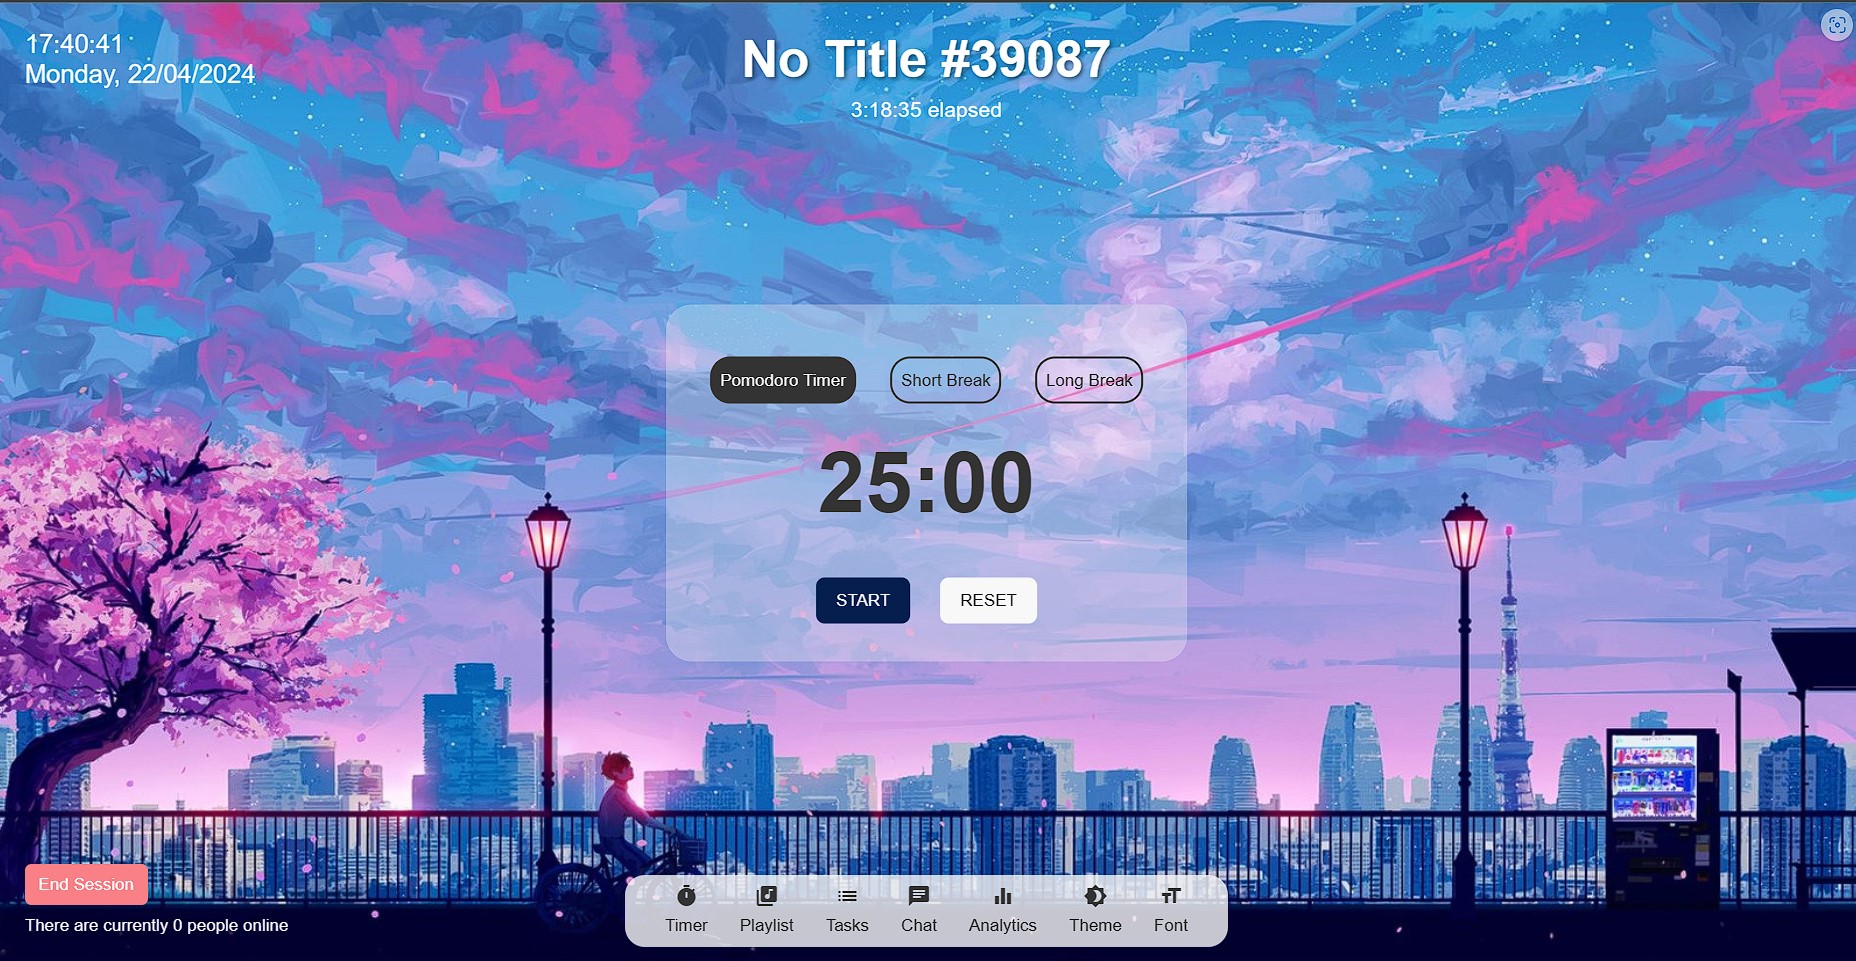 17:40:41
Monday, 22/04/2024
No Title #39087
3:18:35 elapsed
Pomodoro Timer
Short Break
Long Break
25:00
START
RESET
End Session
There are currently 0 people online
Timer
Playlist
Tasks
Chat
Analytics
Theme
Font